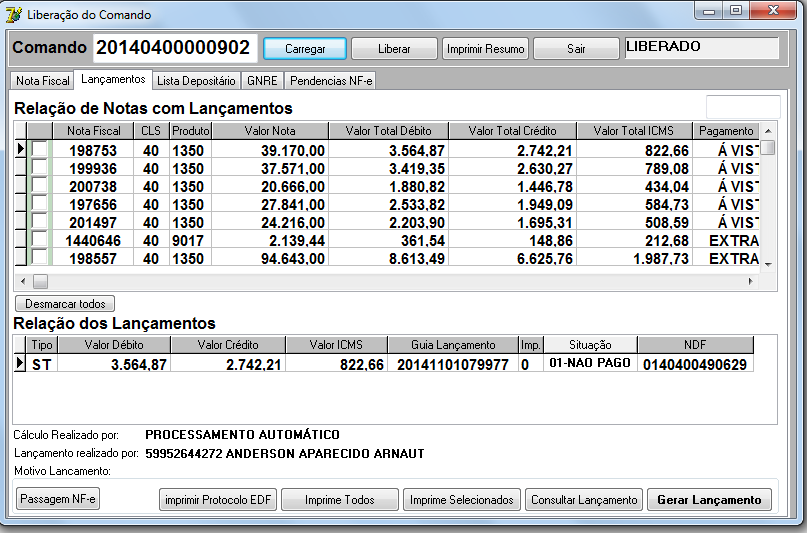 Liberação do Comando
Comando 20140400000902 Carregar Liberar Imprimir Resumo Sair LIBERADO
Nota Fiscal Lançamentos Lista Depositário GNRE Pendencias NF-e
Relação de Notas com Lançamentos
Nota Fiscal CLS Produto Valor Nota Valor Total Débito Valor Total Crédito Valor Total ICMS Pagamento
198753 40 1350 39.170,00 3.564,87 2.742,21 822,66 Á VIST
199936 40 1350 37.571,00 3.419,35 2.630,27 789,08 Á VIST
200738 40 1350 20.666,00 1.880,82 1.446,78 434,04 Á VIST
197656 40 1350 27.841,00 2.533,82 1.949,09 584,73 Á VIST
201497 40 1350 24.216,00 2.203,90 1.695,31 508,59 Á VIST
1440646 40 9017 2.139,44 361,54 148,86 212,68 EXTRA
198557 40 1350 94.643,00 8.613,49 6.625,76 1.987,73 EXTRA
Desmarcar todos
Relação dos Lançamentos
Tipo Valor Débito Valor Crédito Valor ICMS Guia Lançamento Imp. Situação NDF
ST 3.564,87 2.742,21 822,66 20141101079977 0 01-NAO PAGO 0140400490629
Cálculo Realizado por: PROCESSAMENTO AUTOMÁTICO
Lançamento realizado por: 59952644272 ANDERSON APARECIDO ARNAUT
Motivo Lancamento:
Passagem NF-e imprimir Protocolo EDF Imprime Todos Imprime Selecionados Consultar Lançamento Gerar Lançamento